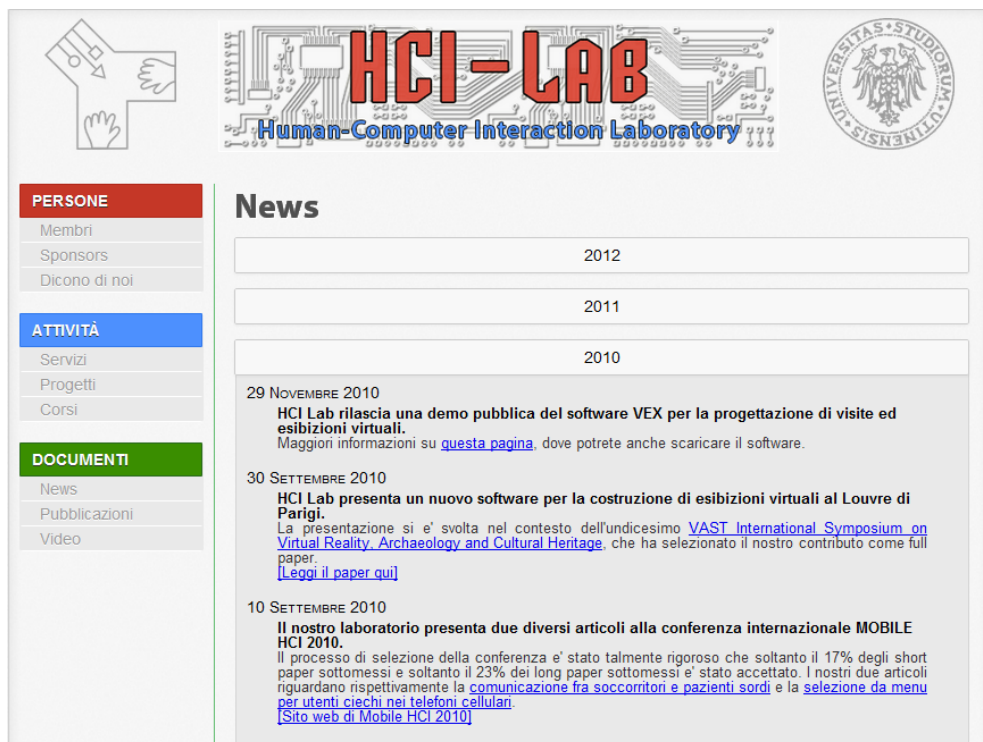 HCI-LAB
Human-Computer Interaction Laboratory
UNIVERSITAS·STUDIORUM·UTINENSIS
PERSONE
Membri
Sponsors
Dicono di noi
ATTIVITÀ
Servizi
Progetti
Corsi
DOCUMENTI
News
Pubblicazioni
Video
News
2012
2011
2010
29 NOVEMBRE 2010
HCI Lab rilascia una demo pubblica del software VEX per la progettazione di visite ed
esibizioni virtuali.
Maggiori informazioni su questa pagina, dove potrete anche scaricare il software.
30 SETTEMBRE 2010
HCI Lab presenta un nuovo software per la costruzione di esibizioni virtuali al Louvre di
Parigi.
La presentazione si e' svolta nel contesto dell'undicesimo VAST International Symposium on
Virtual Reality, Archaeology and Cultural Heritage, che ha selezionato il nostro contributo come full
paper.
[Leggi il paper qui]
10 SETTEMBRE 2010
Il nostro laboratorio presenta due diversi articoli alla conferenza internazionale MOBILE
HCI 2010.
Il processo di selezione della conferenza e' stato talmente rigoroso che soltanto il 17% degli short
paper sottomessi e soltanto il 23% dei long paper sottomessi e' stato accettato. I nostri due articoli
riguardano rispettivamente la comunicazione fra soccorritori e pazienti sordi e la selezione da menu
per utenti ciechi nei telefoni cellulari.
[Sito web di Mobile HCI 2010]